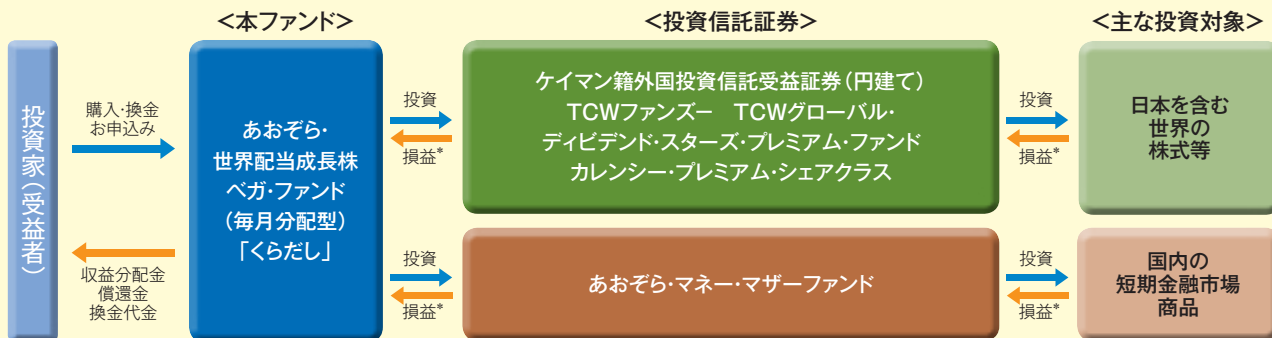 <本ファンド>
<投資信託証券>
<主な投資対象>
投資家(受益者)
購入・換金
お申込み
収益分配金
償還金
換金代金
あおぞら・
世界配当成長株
ベガ・ファンド
(毎月分配型)
「くらだし」
投資
損益*
ケイマン籍外国投資信託受益証券(円建て)
TCWファンズー TCWグローバル・
ディビデンド・スターズ・プレミアム・ファンド
カレンシー・プレミアム・シェアクラス
投資
損益*
日本を含む
世界の
株式等
投資
損益*
あおぞら・マネー・マザーファンド
投資
損益*
国内の
短期金融市場
商品